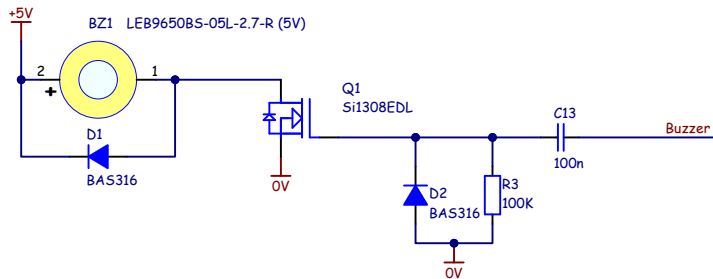 +5V
BZ1 LEB9650BS-05L-2.7-R (5V)
2
1
+
D1
BAS316
Q1
Si1308EDL
0V
C13
100n
Buzzer
D2
BAS316
R3
100K
0V